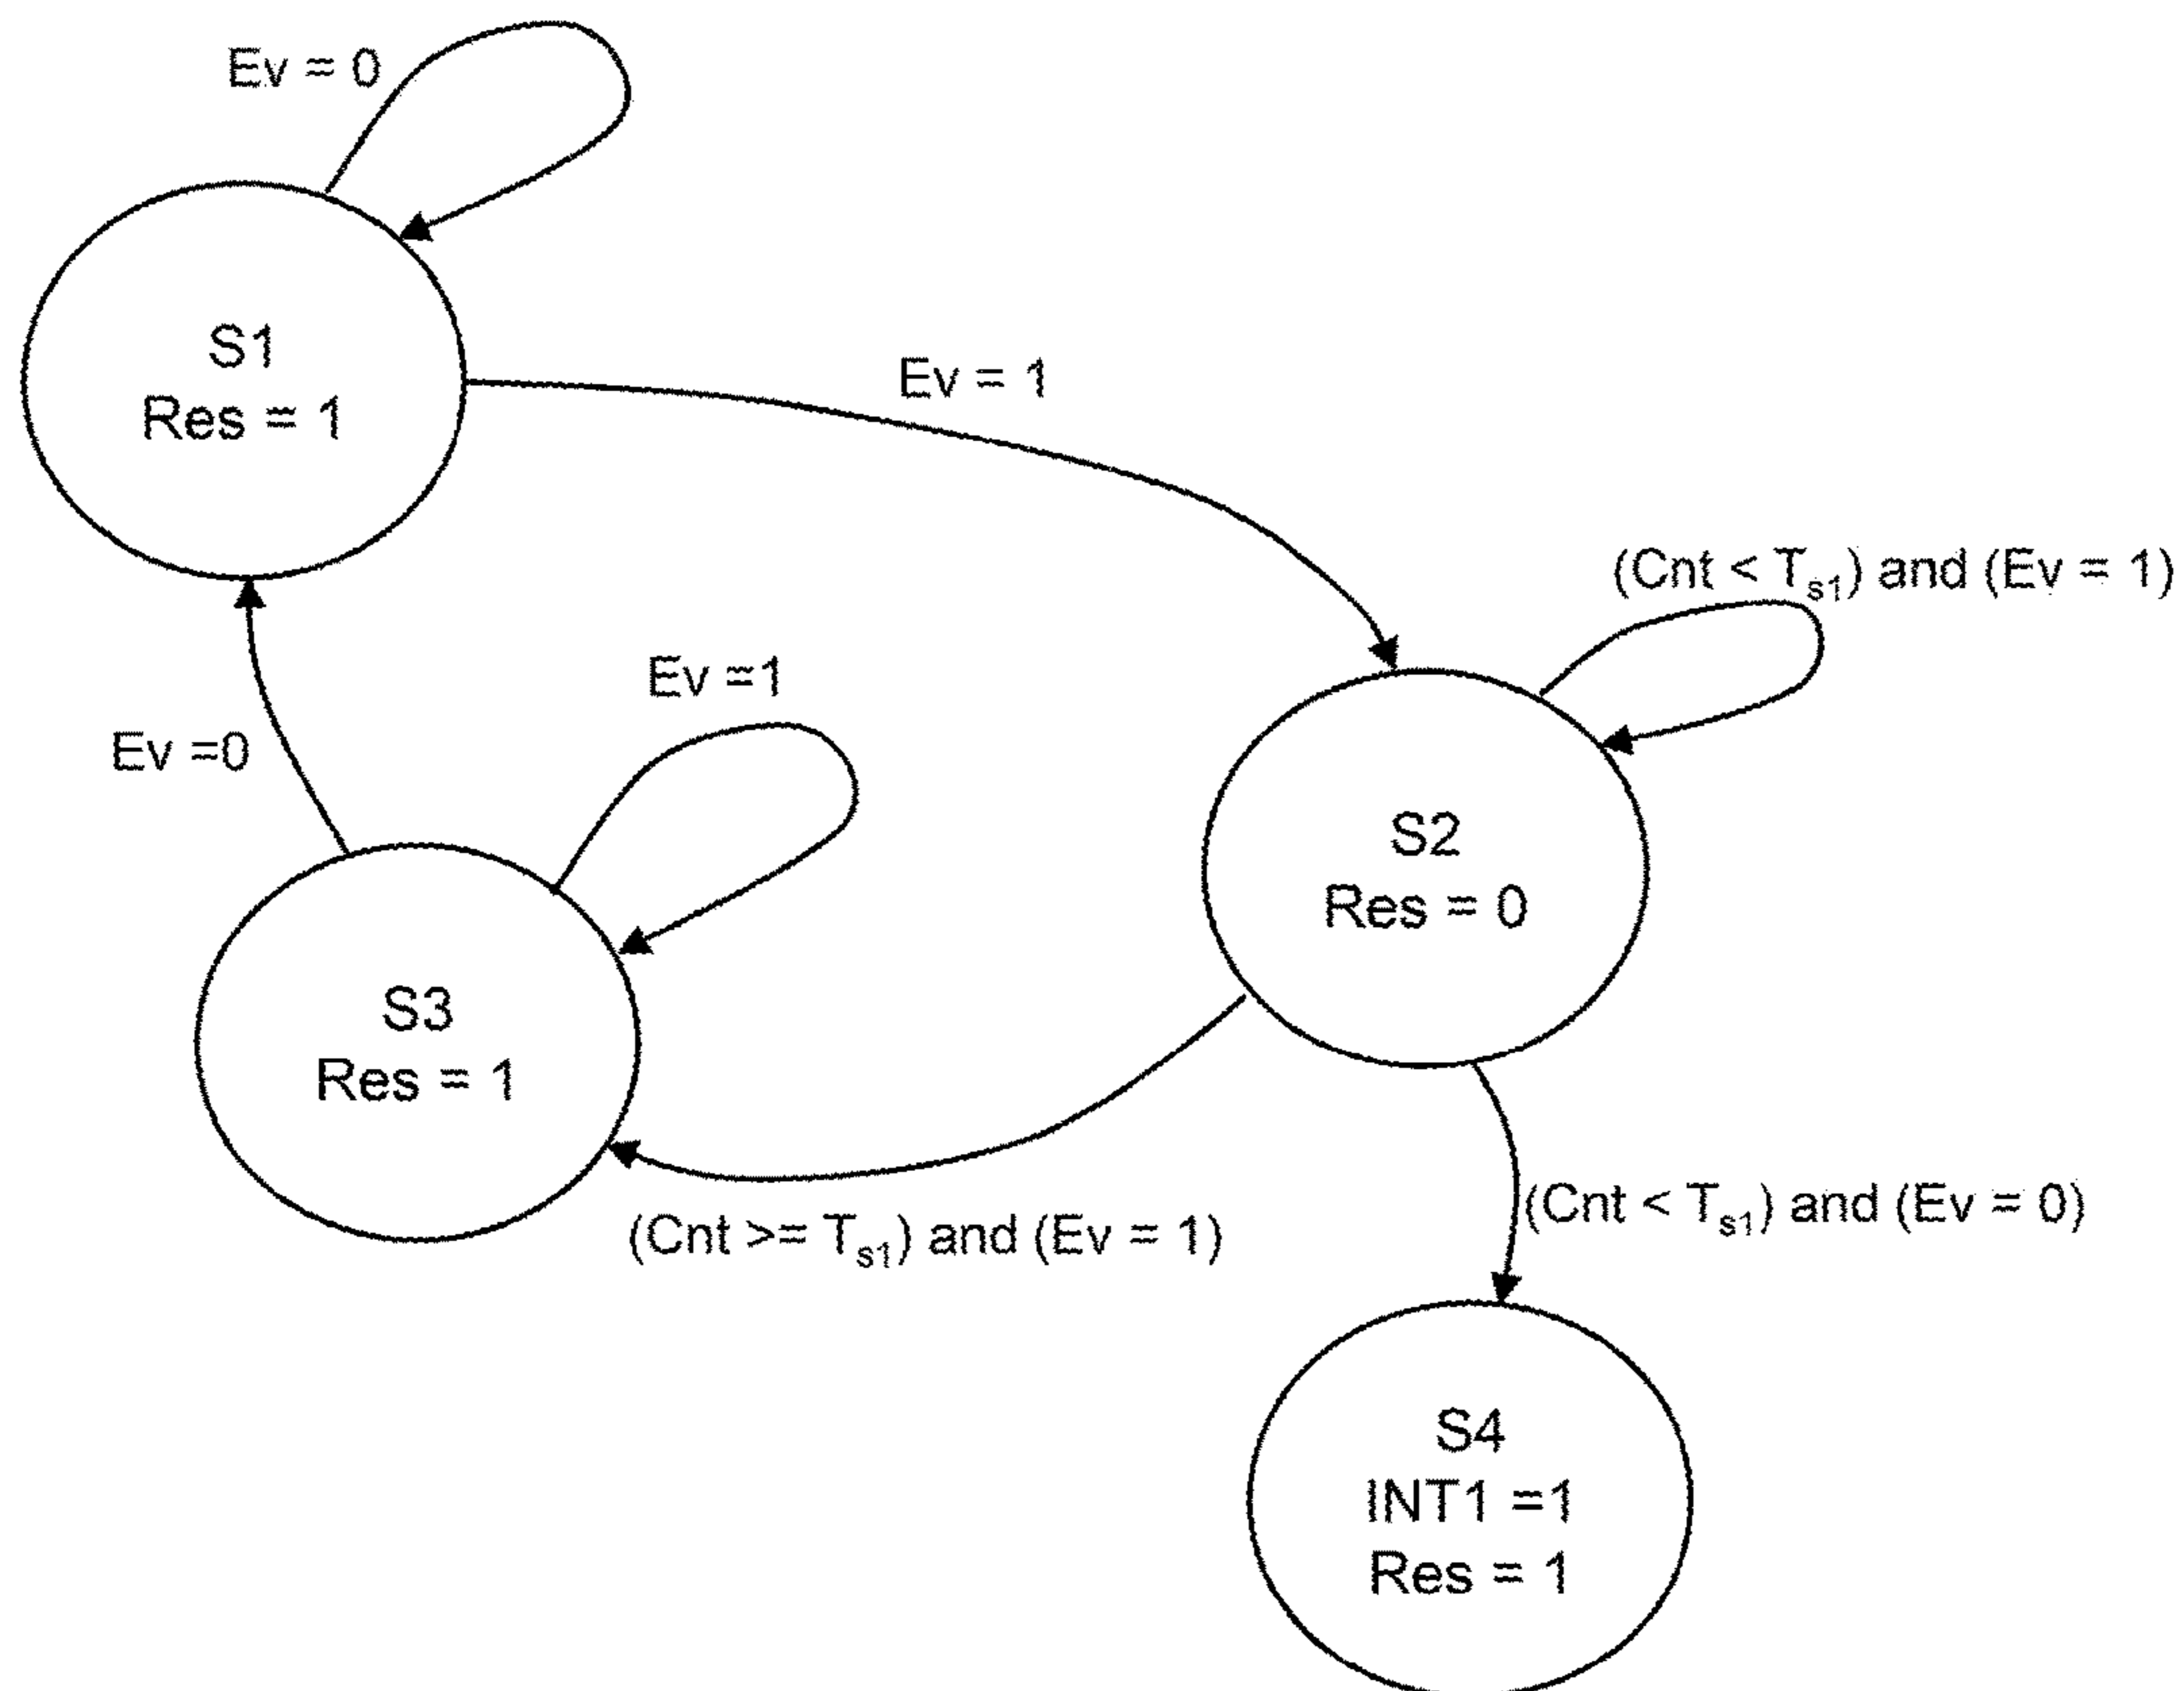 Ev = 0
S1
Res = 1
Ev = 1
(Cnt < Ts1) and (Ev = 1)
Ev =1
Ev =0
S2
Res = 0
S3
Res = 1
(Cnt >= Ts1) and (Ev = 1)
(Cnt < Ts1) and (Ev = 0)
S4
INT1 =1
Res = 1